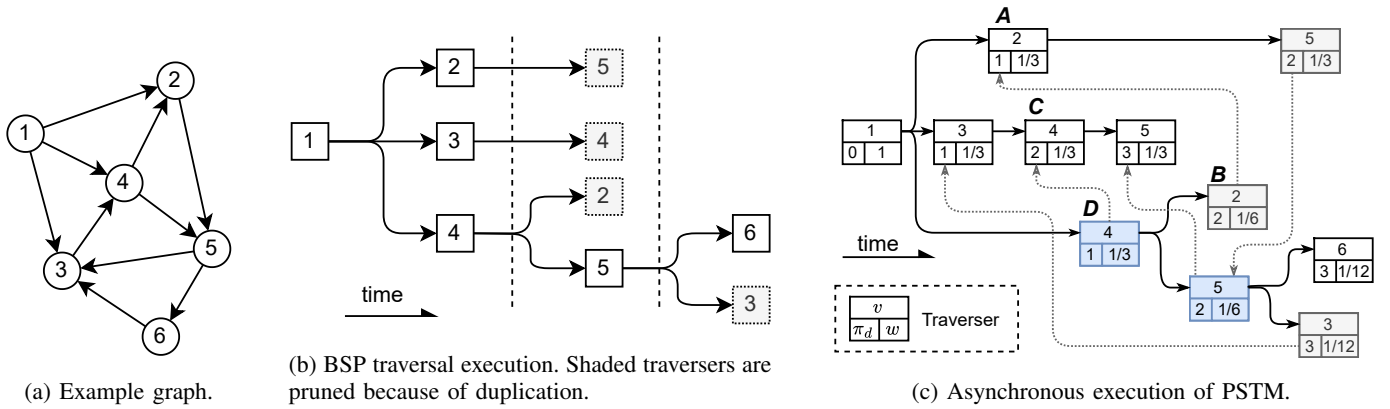 1
2
3
4
5
6
(a) Example graph.
1
2
5
3
4
4
2
5
6
3
time
(b) BSP traversal execution. Shaded traversers are
pruned because of duplication.
A
2
1 1/3
5
2 1/3
C
1
0 1
3
1 1/3
4
2 1/3
5
3 1/3
B
2
2 1/6
D
4
1 1/3
time
6
3 1/12
5
2 1/6
3
3 1/12
v
π_d w
Traverser
(c) Asynchronous execution of PSTM.